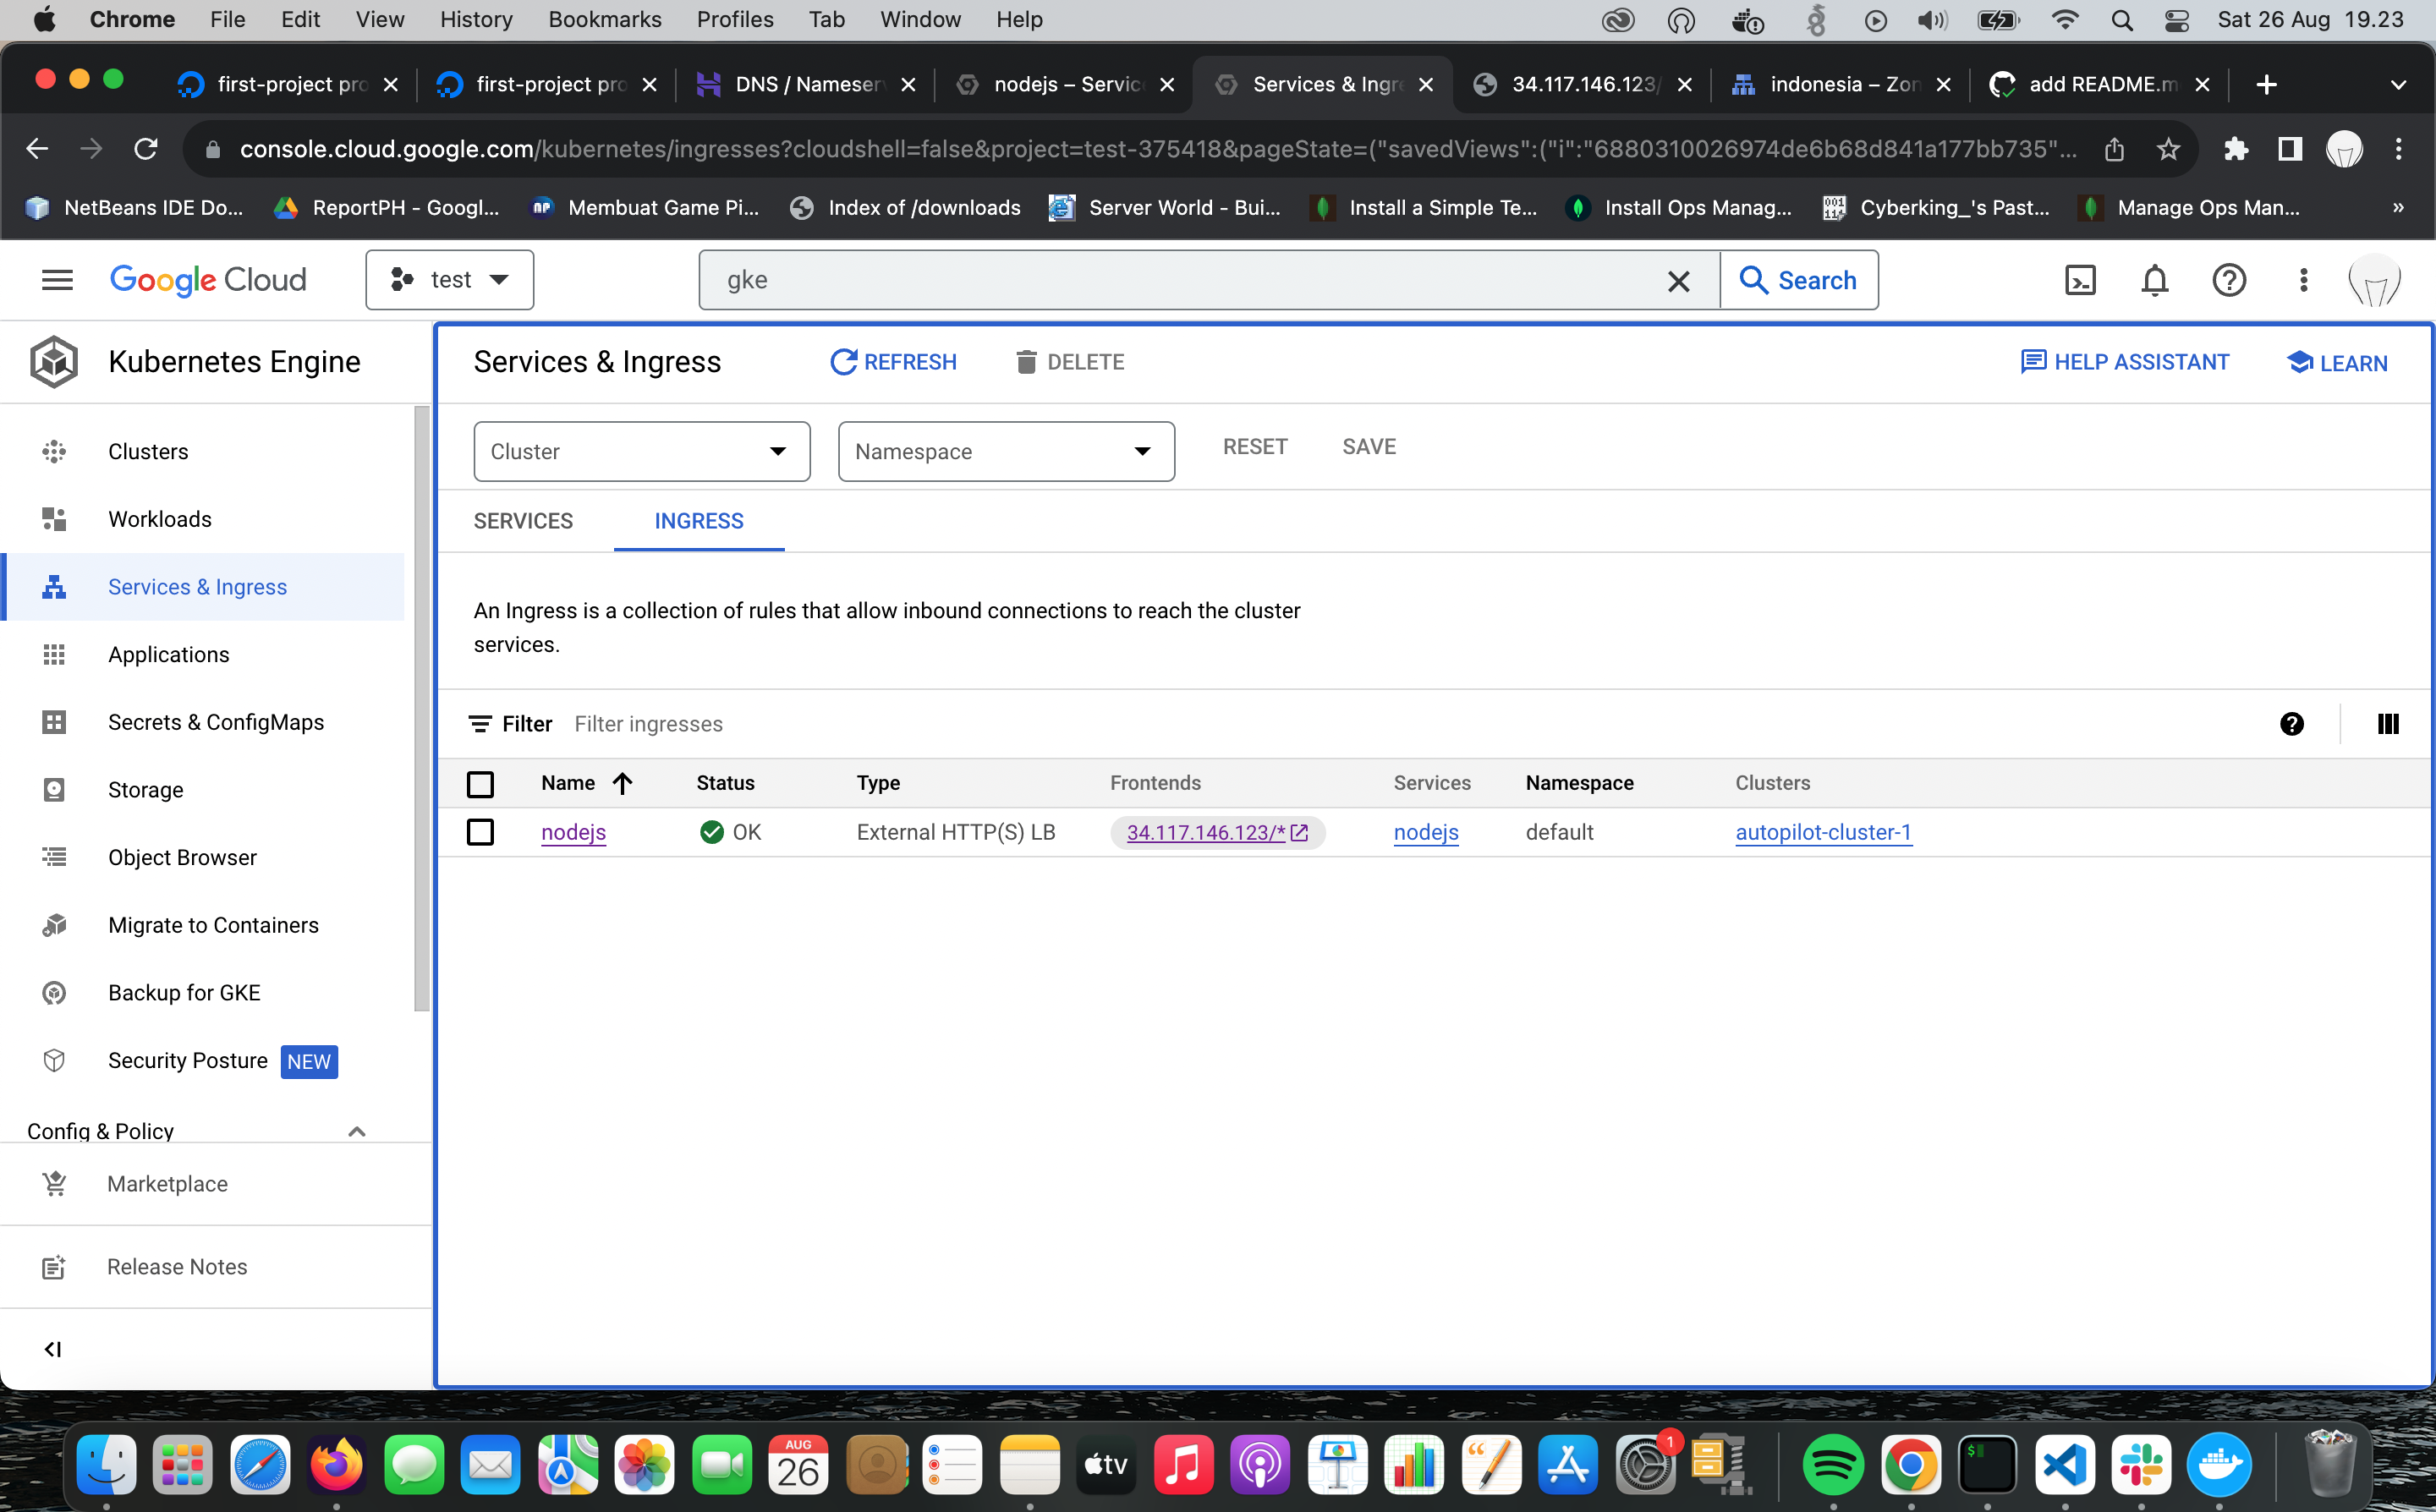 Chrome File Edit View History Bookmarks Profiles Tab Window Help Sat 26 Aug 19.23
first-project pro first-project pro DNS / Nameserv nodejs – Servic Services & Ingre 34.117.146.123/ indonesia – Zon add README.m
console.cloud.google.com/kubernetes/ingresses?cloudshell=false&project=test-375418&pageState=("savedViews":("i":"6880310026974de6b68d841a177bb735"...
NetBeans IDE Do... ReportPH - Googl... Membuat Game Pi... Index of /downloads Server World - Bui... Install a Simple Te... Install Ops Manag... Cyberking_'s Past... Manage Ops Man... »
Google Cloud test gke Search
Kubernetes Engine
Clusters
Workloads
Services & Ingress
Applications
Secrets & ConfigMaps
Storage
Object Browser
Migrate to Containers
Backup for GKE
Security Posture NEW
Config & Policy
Marketplace
Release Notes
Services & Ingress REFRESH DELETE HELP ASSISTANT LEARN
Cluster Namespace RESET SAVE
SERVICES INGRESS
An Ingress is a collection of rules that allow inbound connections to reach the cluster
services.
Filter Filter ingresses
Name Status Type Frontends Services Namespace Clusters
nodejs OK External HTTP(S) LB 34.117.146.123/* nodejs default autopilot-cluster-1
AUG
26
tv
1